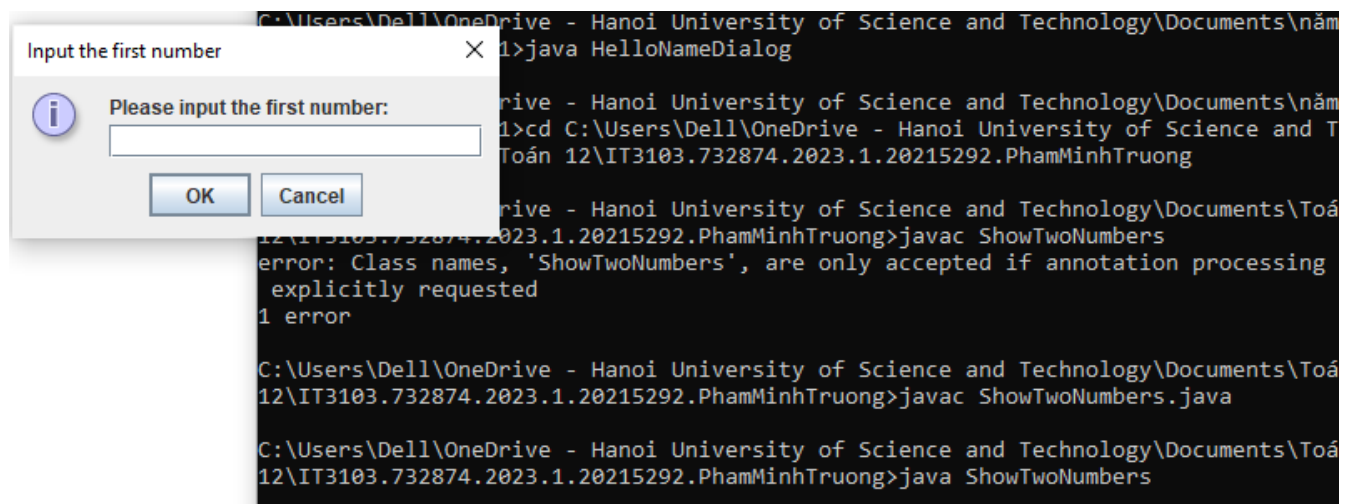 Input the first number
Please input the first number:
OK Cancel
C:\Users\Dell\OneDrive - Hanoi University of Science and Technology\Documents\năm
1>java HelloNameDialog
rive - Hanoi University of Science and Technology\Documents\năm
1>cd C:\Users\Dell\OneDrive - Hanoi University of Science and T
Toán 12\IT3103.732874.2023.1.20215292.PhamMinhTruong
rive - Hanoi University of Science and Technology\Documents\Toá
12\IT3103.732874.2023.1.20215292.PhamMinhTruong>javac ShowTwoNumbers
error: Class names, 'ShowTwoNumbers', are only accepted if annotation processing
explicitly requested
1 error
C:\Users\Dell\OneDrive - Hanoi University of Science and Technology\Documents\Toá
12\IT3103.732874.2023.1.20215292.PhamMinhTruong>javac ShowTwoNumbers.java
C:\Users\Dell\OneDrive - Hanoi University of Science and Technology\Documents\Toá
12\IT3103.732874.2023.1.20215292.PhamMinhTruong>java ShowTwoNumbers